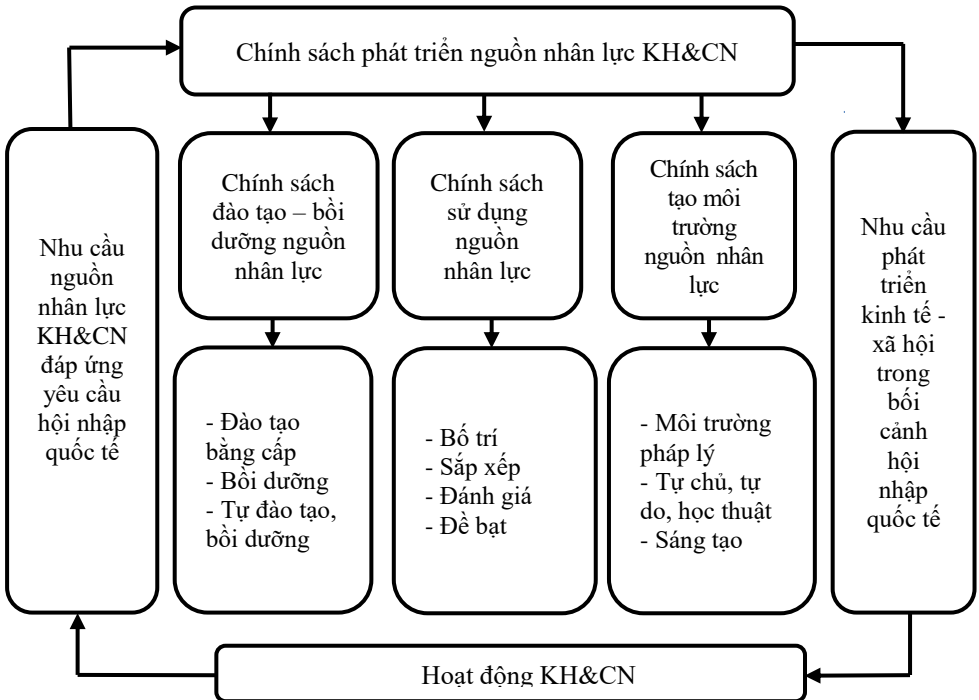 Chính sách phát triển nguồn nhân lực KH&CN
Nhu cầu
nguồn
nhân lực
KH&CN
đáp ứng
yêu cầu
hội nhập
quốc tế
Chính sách
đào tạo – bồi
dưỡng nguồn
nhân lực
Chính sách
sử dụng
nguồn
nhân lực
Chính sách
tạo môi
trường
nguồn nhân
lực
Nhu cầu
phát
triển
kinh tế -
xã hội
trong
bối
cảnh
hội
nhập
quốc tế
- Đào tạo
bằng cấp
- Bồi dưỡng
- Tự đào tạo,
bồi dưỡng
- Bố trí
- Sắp xếp
- Đánh giá
- Đề bạt
- Môi trường
pháp lý
- Tự chủ, tự
do, học thuật
- Sáng tạo
Hoạt động KH&CN